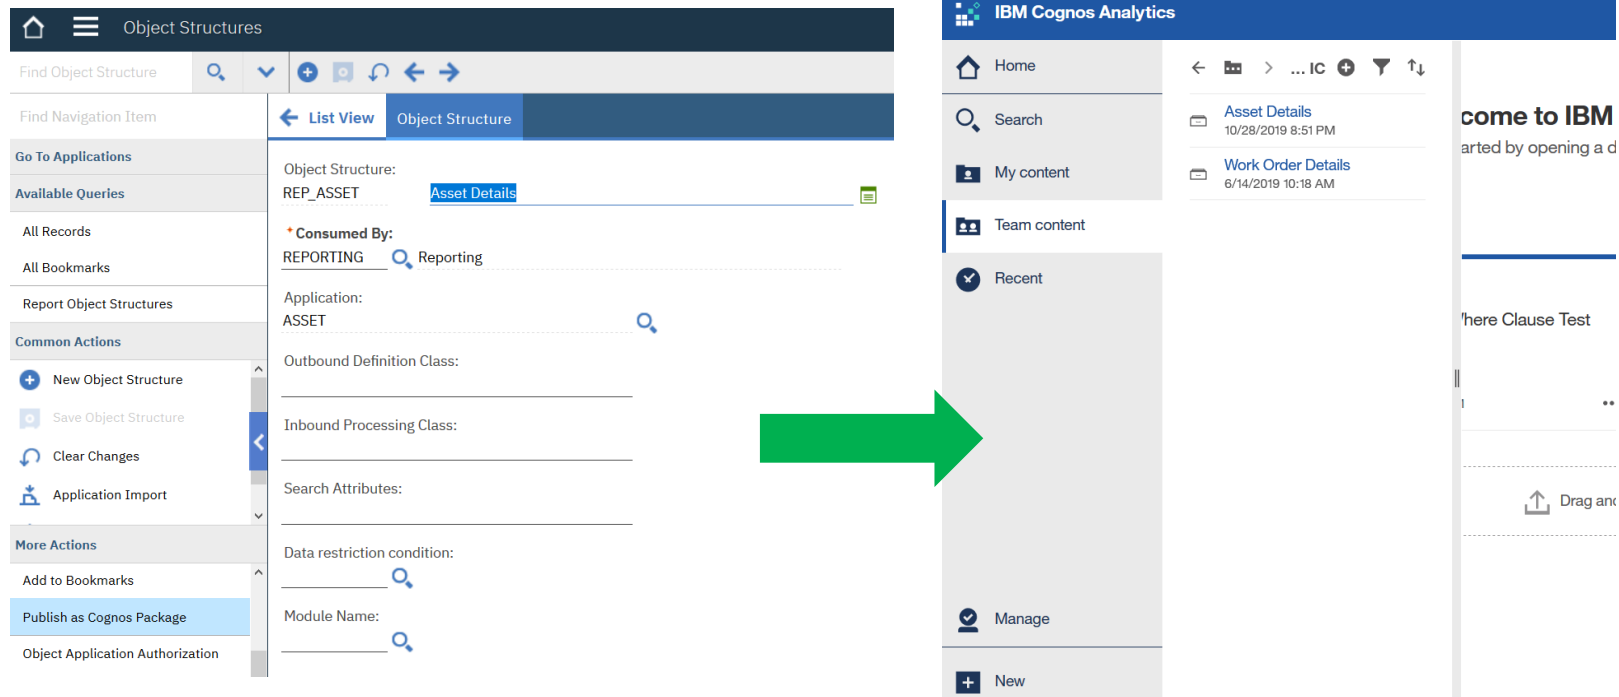 Object Structures
Find Object Structure
Find Navigation Item
Go To Applications
Available Queries
All Records
All Bookmarks
Report Object Structures
Common Actions
New Object Structure
Save Object Structure
Clear Changes
Application Import
More Actions
Add to Bookmarks
Publish as Cognos Package
Object Application Authorization
List View
Object Structure
Object Structure:
REP_ASSET
Asset Details
* Consumed By:
REPORTING
Reporting
Application:
ASSET
Outbound Definition Class:
Inbound Processing Class:
Search Attributes:
Data restriction condition:
Module Name:
IBM Cognos Analytics
Home
Search
My content
Team content
Recent
Manage
New
... IC
Asset Details
10/28/2019 8:51 PM
Work Order Details
6/14/2019 10:18 AM
come to IBM
arted by opening a d
here Clause Test
Drag and